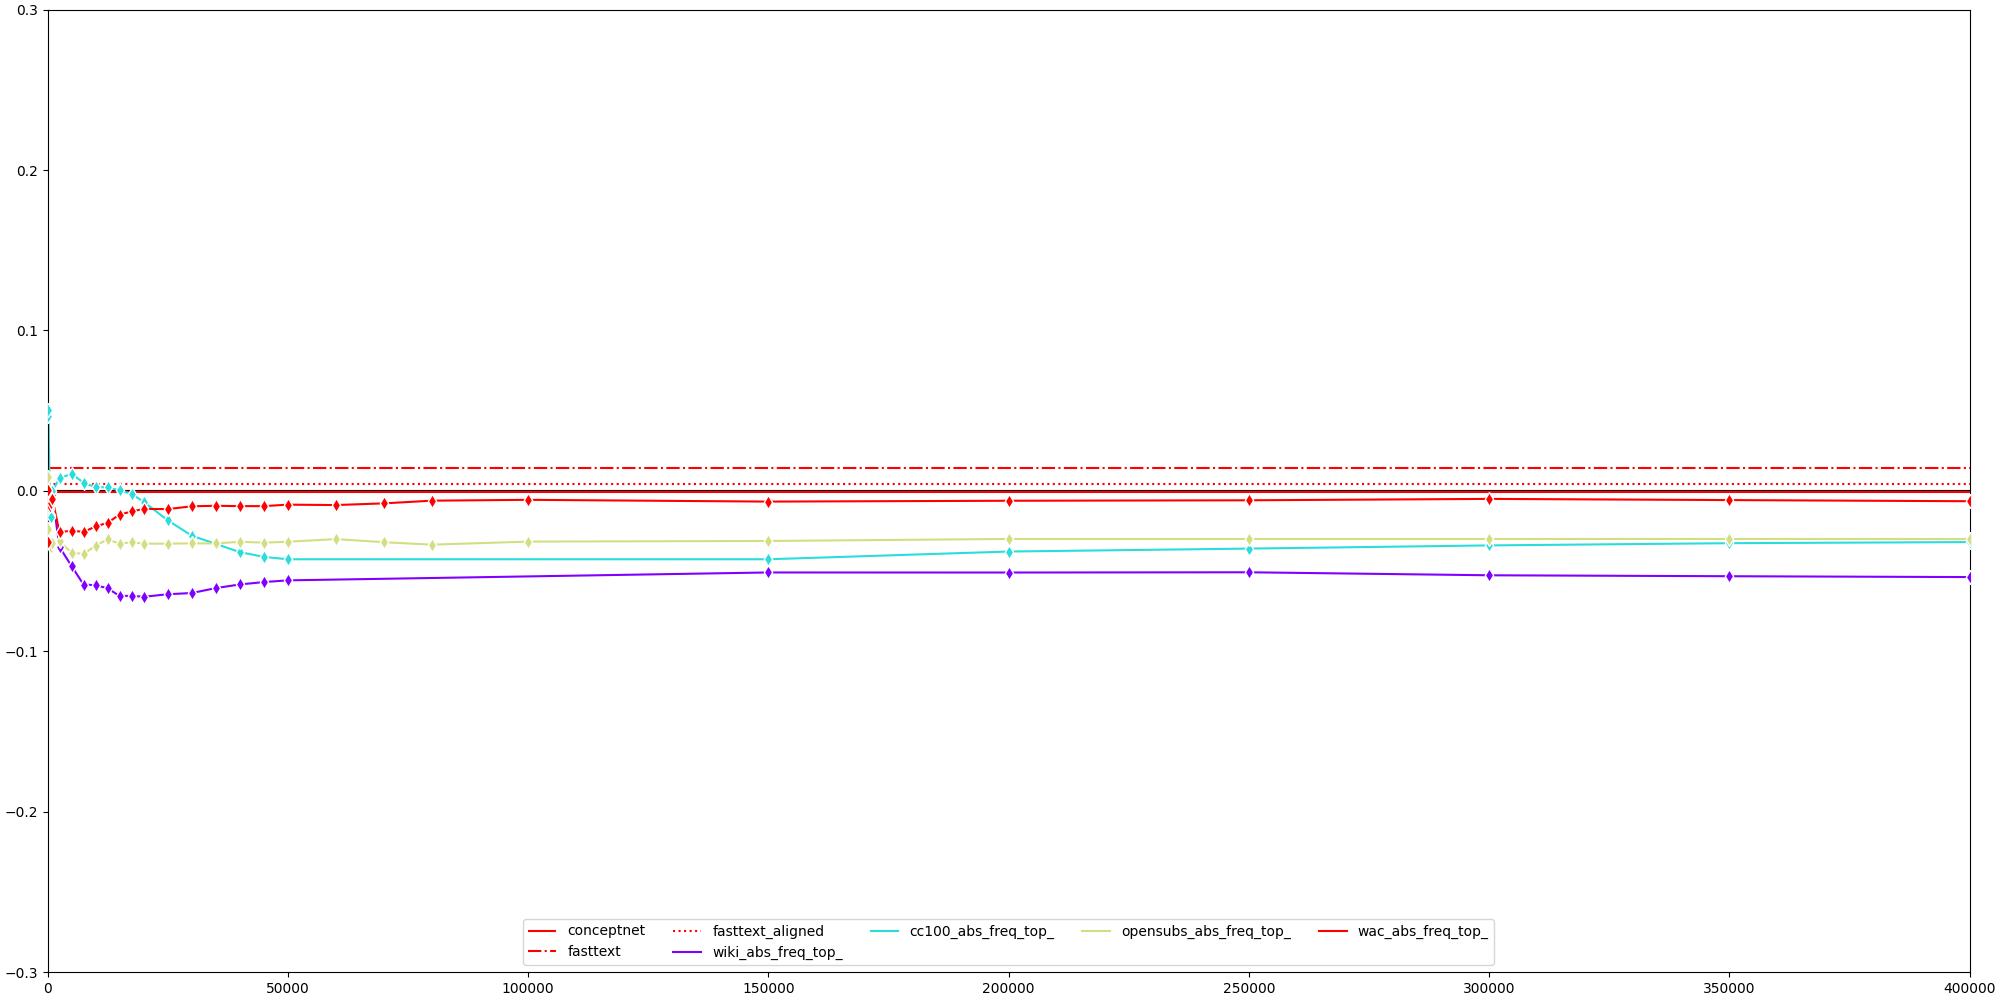 0.3
0.2
0.1
0.0
−0.1
−0.2
−0.3
conceptnet
fasttext
fasttext_aligned
wiki_abs_freq_top_
cc100_abs_freq_top_
opensubs_abs_freq_top_
wac_abs_freq_top_
0 50000 100000 150000 200000 250000 300000 350000 400000